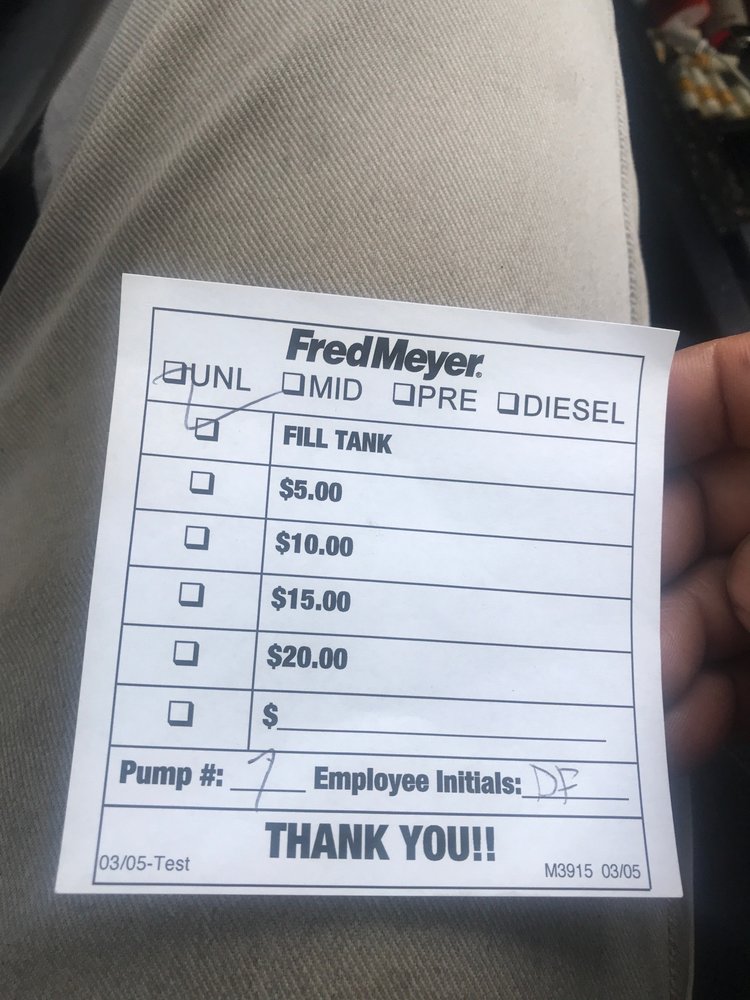 FredMeyer.
UNL MID PRE DIESEL
FILL TANK
$5.00
$10.00
$15.00
$20.00
$
Pump #: 7 Employee Initials: DF
THANK YOU!!
03/05-Test M3915 03/05